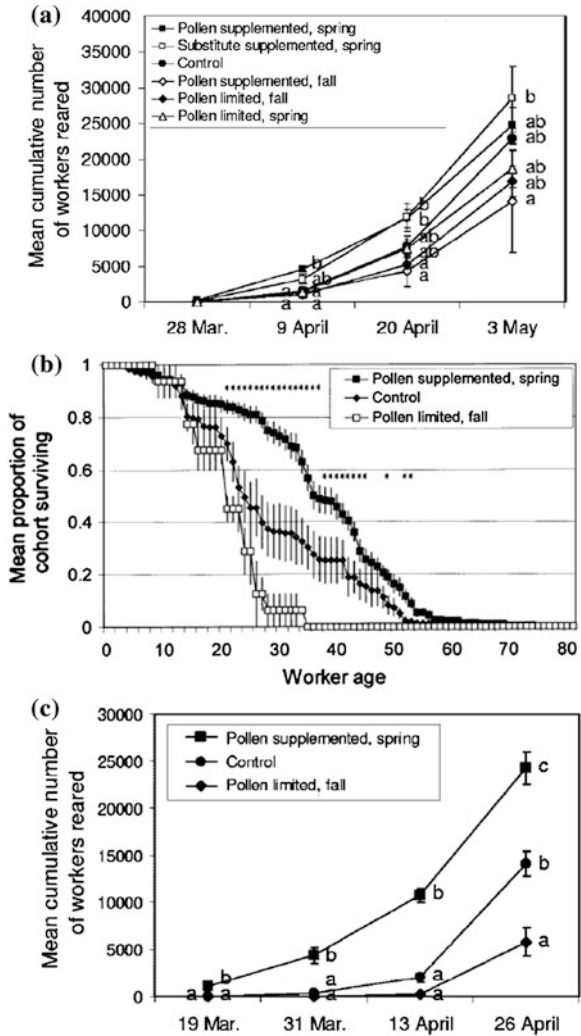 (a)
40000
35000
30000
25000
20000
15000
10000
5000
0
Mean cumulative number
of workers reared
Pollen supplemented, spring
Substitute supplemented, spring
Control
Pollen supplemented, fall
Pollen limited, fall
Pollen limited, spring
b
ab
ab
ab
ab
a
b
b
b
ab
ab
a
b
ab
a a
a a
28 Mar. 9 April 20 April 3 May
(b)
1
0.8
0.6
0.4
0.2
0
Mean proportion of
cohort surviving
Pollen supplemented, spring
Control
Pollen limited, fall
0 10 20 30 40 50 60 70 80
Worker age
(c)
30000
25000
20000
15000
10000
5000
0
Mean cumulative number
of workers reared
Pollen supplemented, spring
Control
Pollen limited, fall
c
b
a
b
a
a
b
a
a
b
a a
19 Mar. 31 Mar. 13 April 26 April